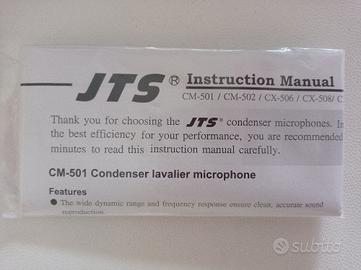 JTS® Instruction Manual
CM-501 / CM-502 / CX-506 / CX-508/ C
Thank you for choosing the JTS® condenser microphones. In
the best efficiency for your performance, you are recommended
minutes to read this instruction manual carefully.
CM-501 Condenser lavalier microphone
Features
● The wide dynamic range and frequency response ensure clean, accurate sound
reproduction.
subito